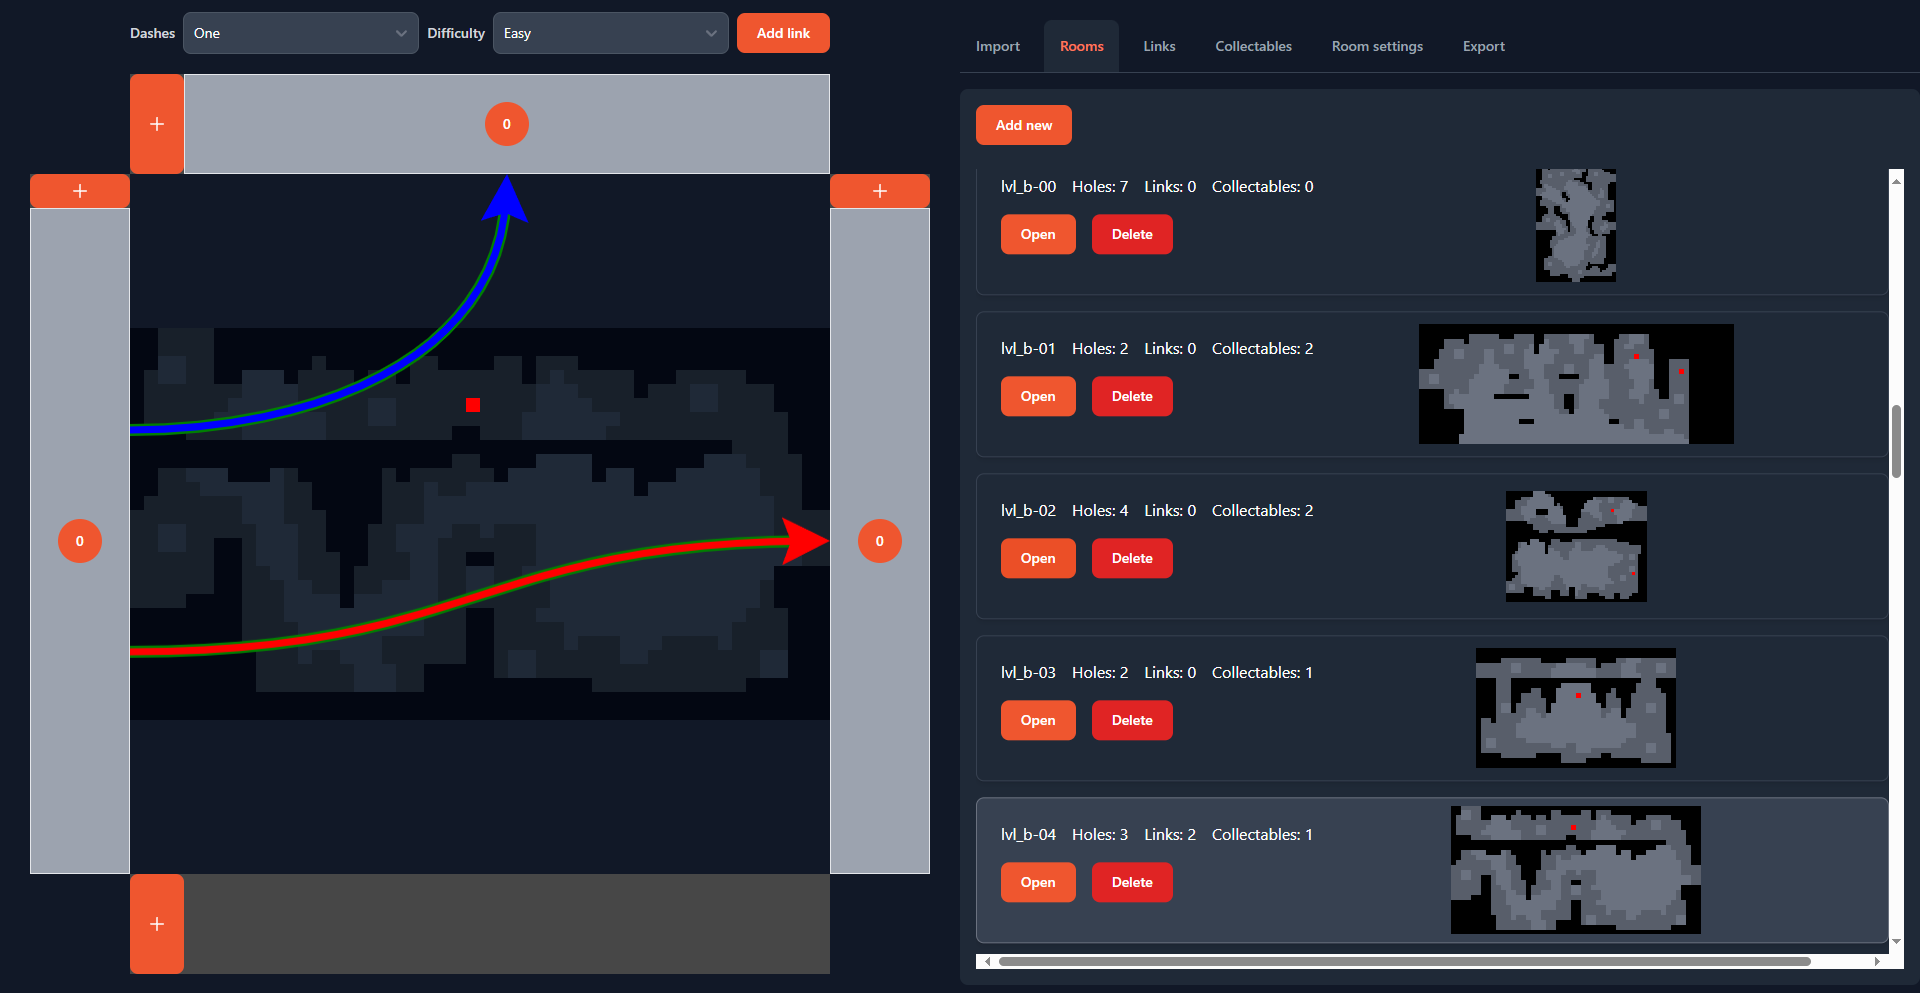 Dashes One Difficulty Easy Add link
+ 0
+ +
0 0
+
Import Rooms Links Collectables Room settings Export
Add new
lvl_b-00 Holes: 7 Links: 0 Collectables: 0
Open Delete
lvl_b-01 Holes: 2 Links: 0 Collectables: 2
Open Delete
lvl_b-02 Holes: 4 Links: 0 Collectables: 2
Open Delete
lvl_b-03 Holes: 2 Links: 0 Collectables: 1
Open Delete
lvl_b-04 Holes: 3 Links: 2 Collectables: 1
Open Delete